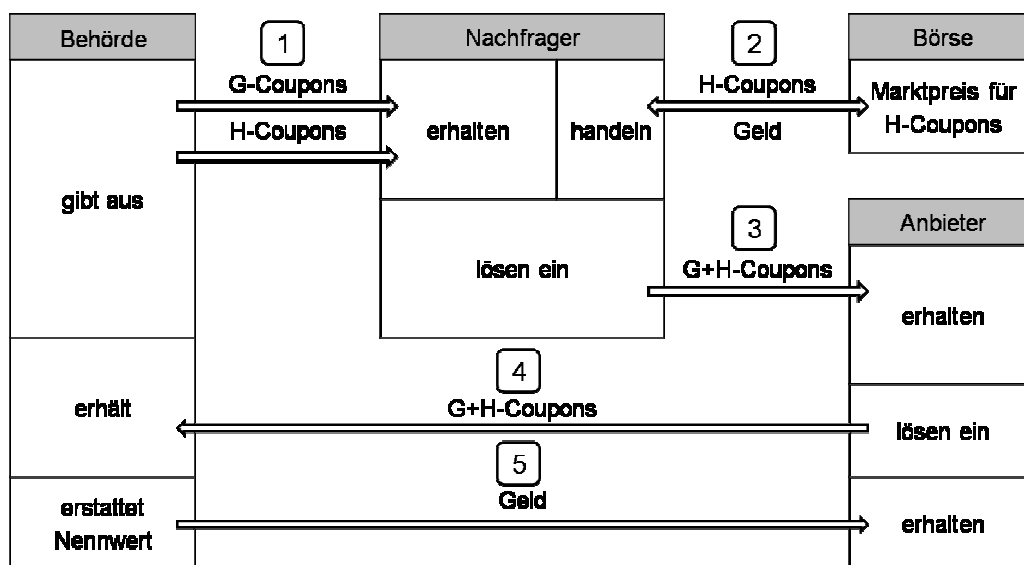 Behörde
1
Nachfrager
2
Börse
G-Coupons
H-Coupons
Marktpreis für
H-Coupons
erhalten
handeln
H-Coupons
Geld
gibt aus
3
Anbieter
lösen ein
G+H-Coupons
erhalten
4
erhält
G+H-Coupons
lösen ein
5
Geld
erstattet
Nennwert
erhalten